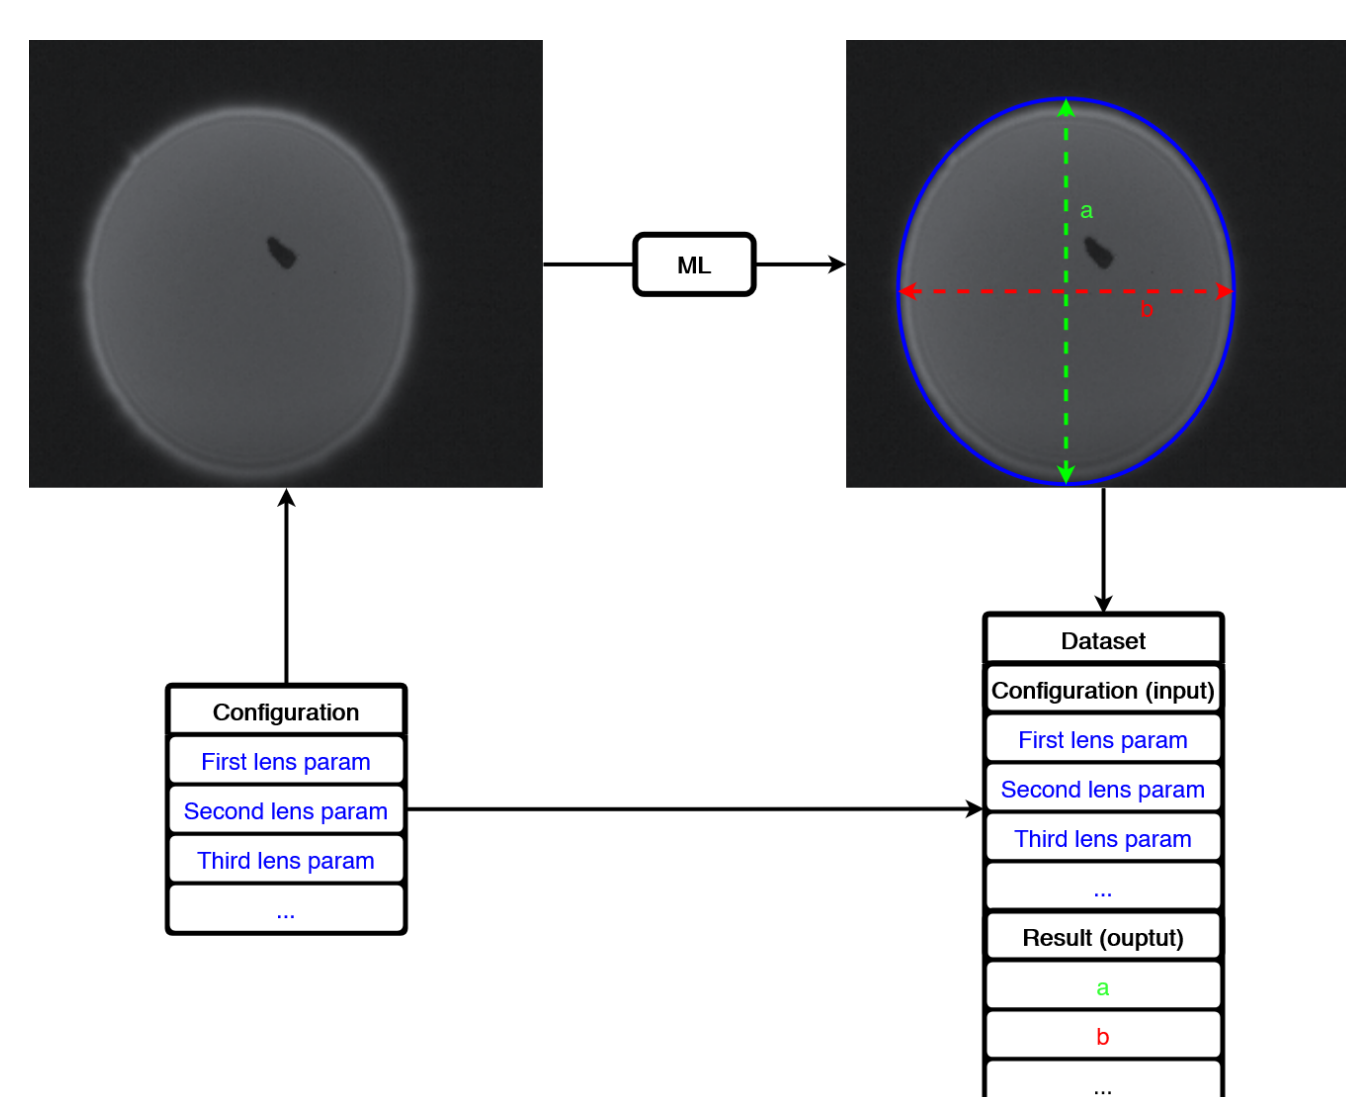 ML
a
b
Configuration
First lens param
Second lens param
Third lens param
...
Dataset
Configuration (input)
First lens param
Second lens param
Third lens param
...
Result (ouptut)
a
b
...